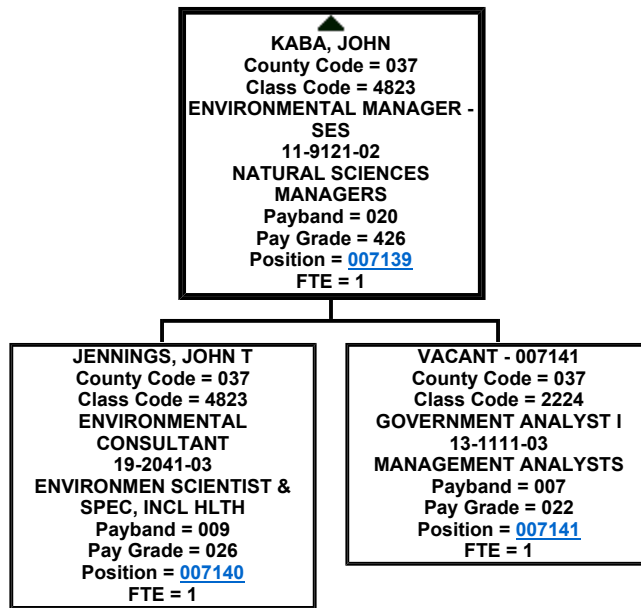 KABA, JOHN
County Code = 037
Class Code = 4823
ENVIRONMENTAL MANAGER -
SES
11-9121-02
NATURAL SCIENCES
MANAGERS
Payband = 020
Pay Grade = 426
Position = 007139
FTE = 1
JENNINGS, JOHN T
County Code = 037
Class Code = 4823
ENVIRONMENTAL
CONSULTANT
19-2041-03
ENVIRONMEN SCIENTIST &
SPEC, INCL HLTH
Payband = 009
Pay Grade = 026
Position = 007140
FTE = 1
VACANT - 007141
County Code = 037
Class Code = 2224
GOVERNMENT ANALYST I
13-1111-03
MANAGEMENT ANALYSTS
Payband = 007
Pay Grade = 022
Position = 007141
FTE = 1